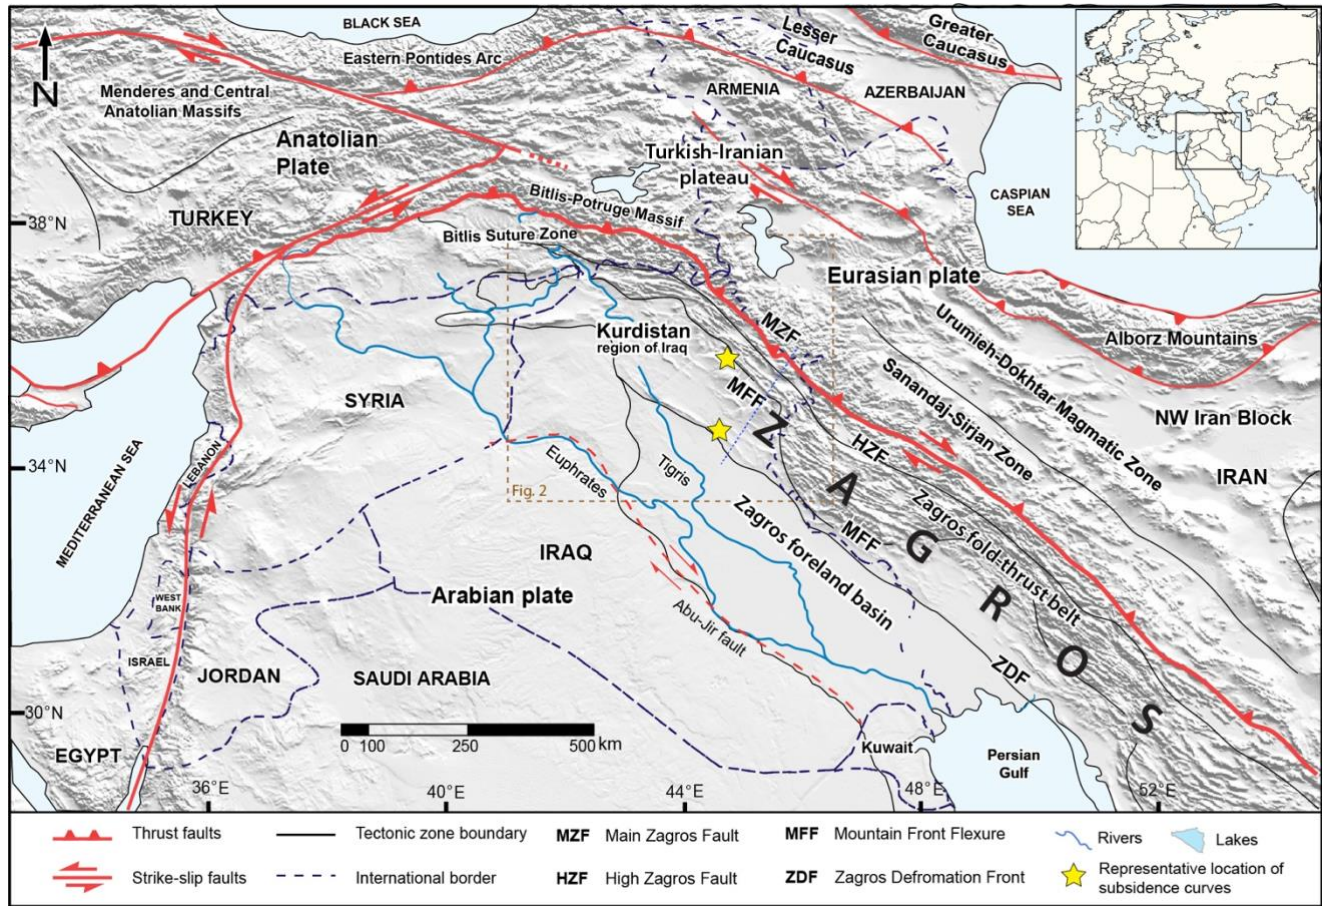 BLACK SEA
Lesser
Caucasus
Greater
Caucasus
Eastern Pontides Arc
N
Menderes and Central
Anatolian Massifs
ARMENIA
AZERBAIJAN
Anatolian
Plate
Turkish-Iranian
plateau
CASPIAN
SEA
Bitlis-Potruge Massif
TURKEY
38°N
Bitlis Suture Zone
Eurasian plate
MZF
Urumieh-Dokhtar Magmatic Zone
Alborz Mountains
Kurdistan
region of Iraq
Sanandaj-Sirjan Zone
MFF
SYRIA
NW Iran Block
ZAGROS
HZF
34°N
LEBANON
MEDITERRANEAN SEA
Euphrates
Tigris
IRAN
Fig. 2
Zagros fold-thrust belt
Zagros foreland basin
MFF
IRAQ
Arabian plate
WEST
BANK
Abu-Jir fault
ISRAEL
JORDAN
SAUDI ARABIA
ZDF
30°N
EGYPT
0 100 250 500 km
Kuwait
Persian
Gulf
36°E
40°E
44°E
48°E
52°E
Thrust faults
Tectonic zone boundary
MZF Main Zagros Fault
MFF Mountain Front Flexure
Rivers
Lakes
Strike-slip faults
International border
HZF High Zagros Fault
ZDF Zagros Defromation Front
Representative location of
subsidence curves